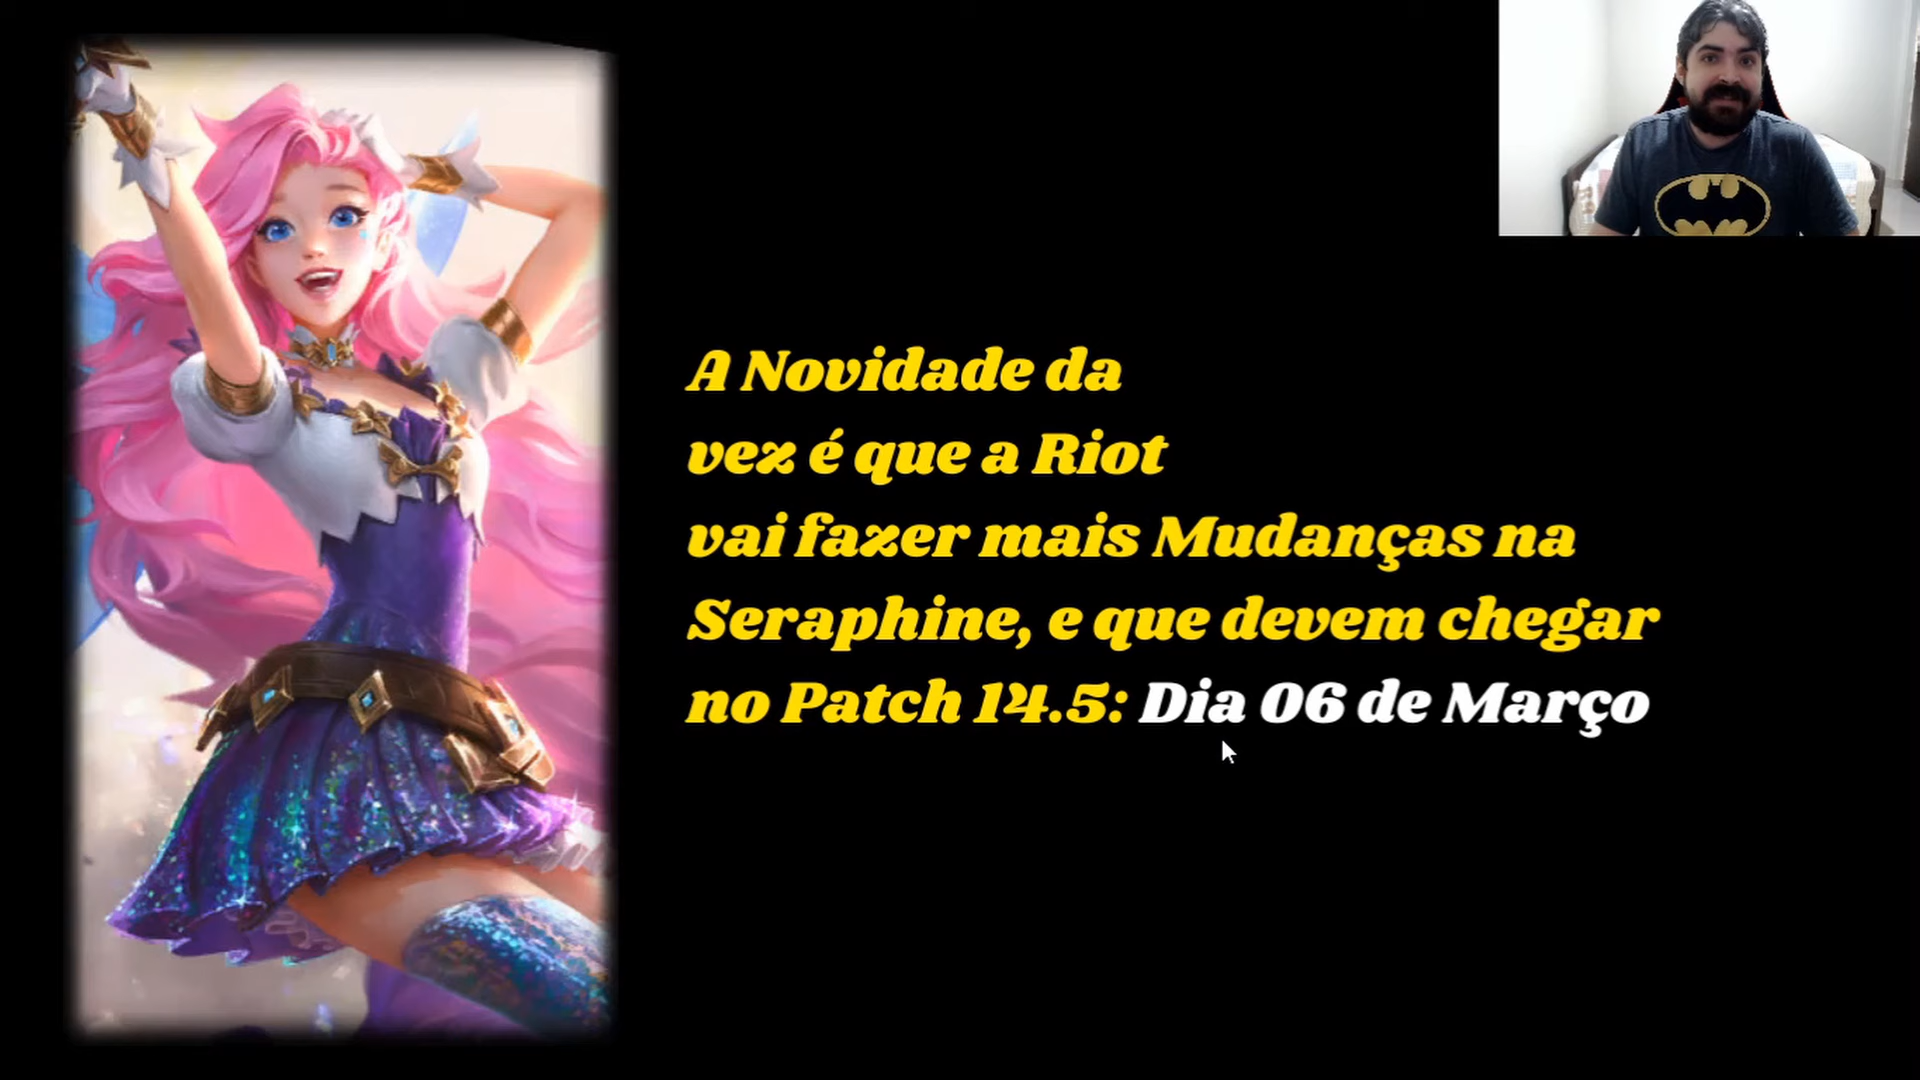 A Novidade da
vez é que a Riot
vai fazer mais Mudanças na
Seraphine, e que devem chegar
no Patch 14.5: Dia 06 de Março